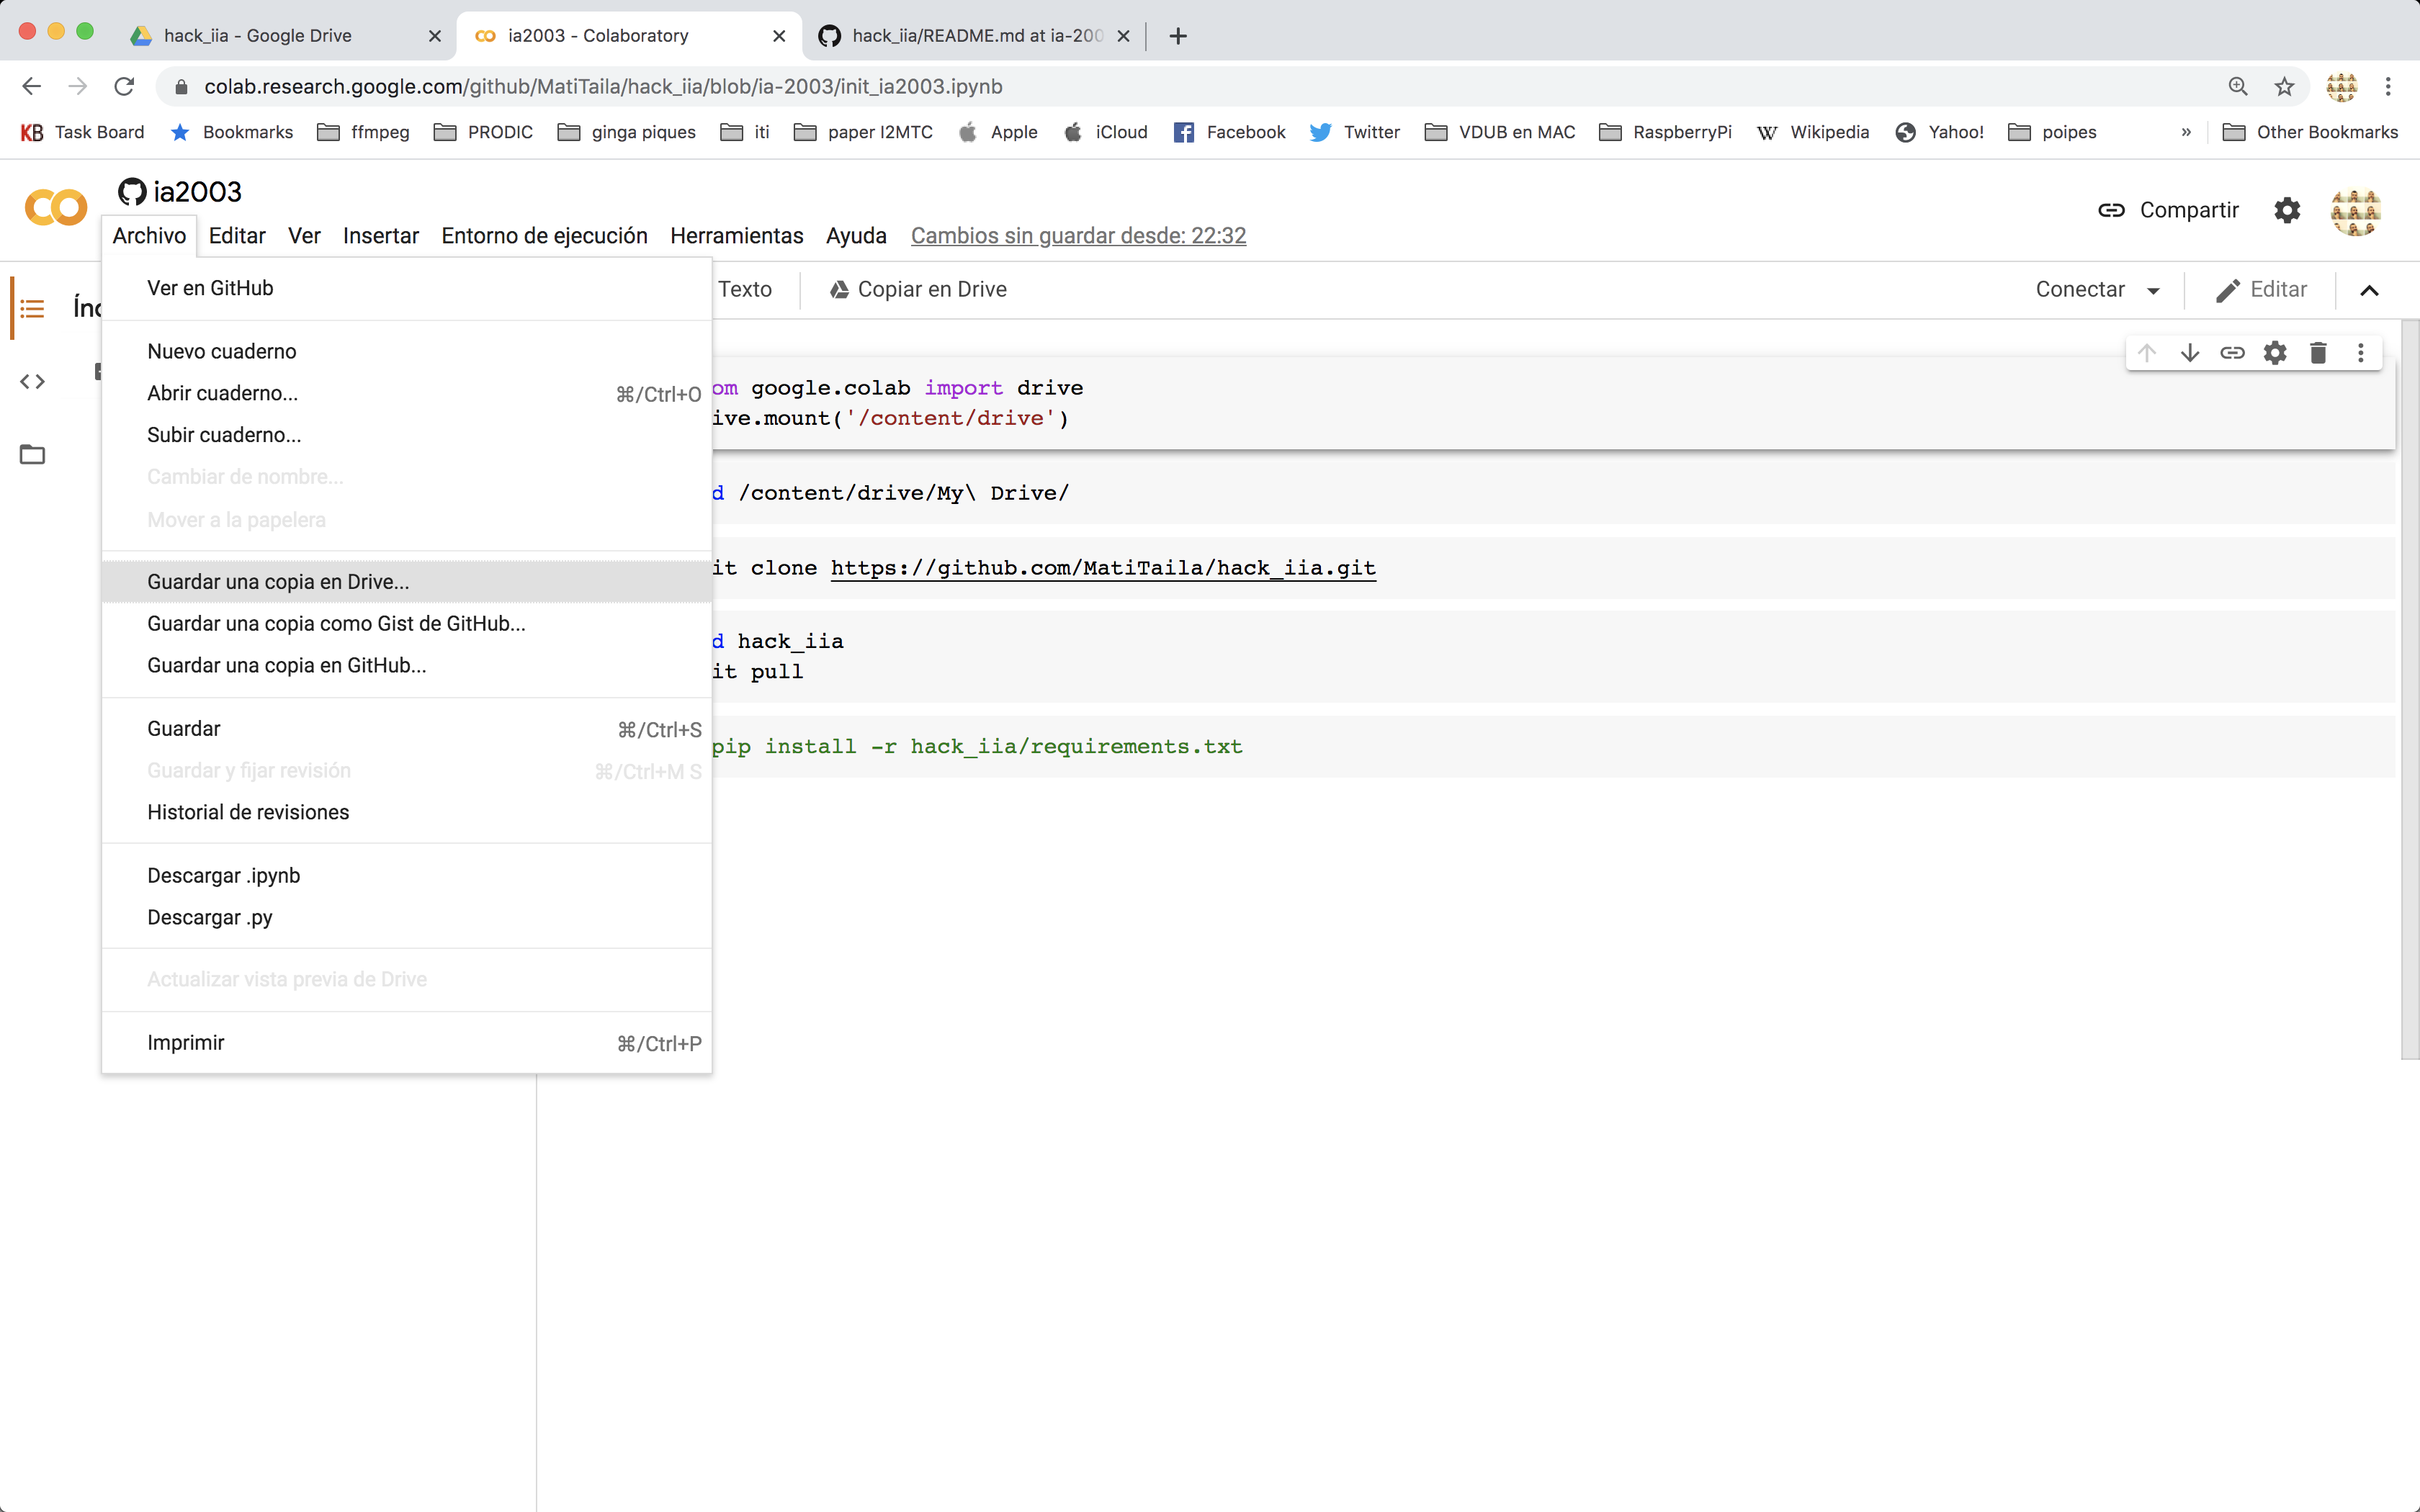 hack_iia - Google Drive
ia2003 - Colaboratory
hack_iia/README.md at ia-200
colab.research.google.com/github/MatiTaila/hack_iia/blob/ia-2003/init_ia2003.ipynb
KB Task Board Bookmarks ffmpeg PRODIC ginga piques iti paper I2MTC Apple iCloud Facebook Twitter VDUB en MAC RaspberryPi W Wikipedia Yahoo! poipes » Other Bookmarks
ia2003
Compartir
Archivo Editar Ver Insertar Entorno de ejecución Herramientas Ayuda Cambios sin guardar desde: 22:32
Texto Copiar en Drive Conectar Editar
Índ
Ver en GitHub
Nuevo cuaderno
Abrir cuaderno... ⌘/Ctrl+O
Subir cuaderno...
Cambiar de nombre...
Mover a la papelera
Guardar una copia en Drive...
Guardar una copia como Gist de GitHub...
Guardar una copia en GitHub...
Guardar ⌘/Ctrl+S
Guardar y fijar revisión ⌘/Ctrl+M S
Historial de revisiones
Descargar .ipynb
Descargar .py
Actualizar vista previa de Drive
Imprimir ⌘/Ctrl+P
om google.colab import drive
ive.mount('/content/drive')
d /content/drive/My\ Drive/
it clone https://github.com/MatiTaila/hack_iia.git
d hack_iia
it pull
pip install -r hack_iia/requirements.txt